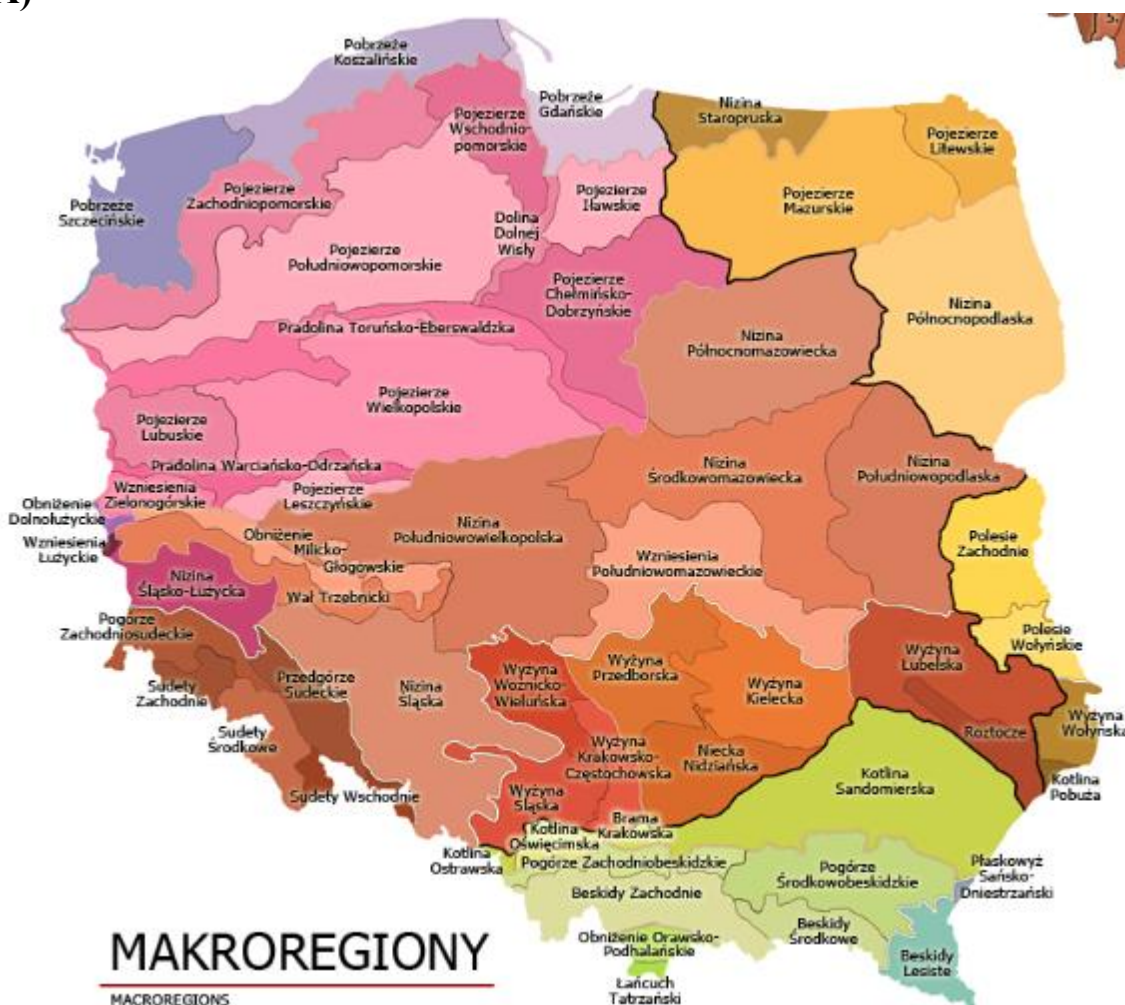 A)
S.
Pobrzeże
Koszalińskie
Pobrzeże
Gdańskie
Nizina
Staropruska
Pojezierze
Wschodnio-
pomorskie
Pojezierze
Litewskie
Pobrzeże
Szczecińskie
Pojezierze
Zachodniopomorskie
Pojezierze
Iławskie
Pojezierze
Mazurskie
Dolina
Dolnej
Wisły
Pojezierze
Południowopomorskie
Pojezierze
Chełmińsko-
Dobrzyńskie
Nizina
Północnopodlaska
Pradolina Toruńsko-Eberswaldzka
Nizina
Północnomazowiecka
Pojezierze
Wielkopolskie
Pojezierze
Lubuskie
Pradolina Warciańsko-Odrzańska
Nizina
Środkowomazowiecka
Nizina
Południowopodlaska
Wzniesienia
Zielonogórskie
Pojezierze
Leszczyńskie
Obniżenie
Dolnołużyckie
Wzniesienia
Łużyckie
Obniżenie
Milicko-
Głogowskie
Nizina
Południowowielkopolska
Wzniesienia
Południowomazowieckie
Polesie
Zachodnie
Nizina
Śląsko-Łużycka
Wał Trzebnicki
Pogórze
Zachodniosudeckie
Polesie
Wołyńskie
Sudety
Zachodnie
Przedgórze
Sudeckie
Nizina
Śląska
Wyżyna
Woźnicko-
Wieluńska
Wyżyna
Przedborska
Wyżyna
Kielecka
Wyżyna
Lubelska
Sudety
Środkowe
Wyżyna
Krakowsko-
Częstochowska
Niecka
Nidziańska
Roztocze
Wyżyna
Wołyńska
Sudety Wschodnie
Wyżyna
Śląska
Kotlina
Sandomierska
Kotlina
Pobuża
Brama
Krakowska
Kotlina
Oświęcimska
Kotlina
Ostrawska
Pogórze Zachodniobeskidzkie
Pogórze
Środkowobeskidzkie
Płaskowyż
Sańsko-
Dniestrzański
Beskidy Zachodnie
Beskidy
Środkowe
Obniżenie Orawsko-
Podhalańskie
Beskidy
Lesiste
Łańcuch
Tatrzański
MAKROREGIONY
MACROREGIONS